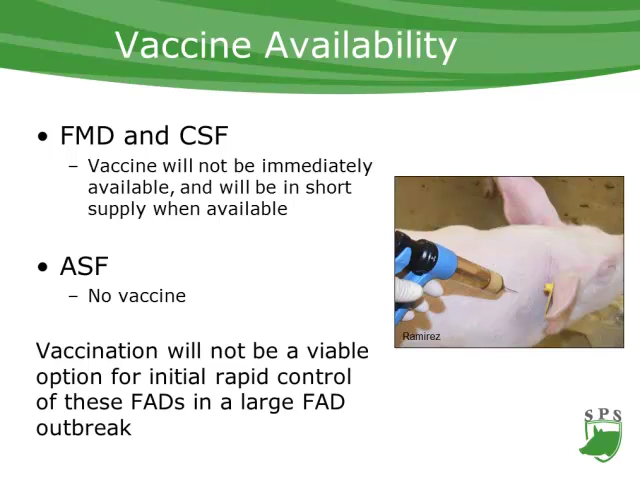 Vaccine Availability
• FMD and CSF
– Vaccine will not be immediately
available, and will be in short
supply when available
• ASF
– No vaccine
Vaccination will not be a viable
option for initial rapid control
of these FADs in a large FAD
outbreak
Ramirez
SPS